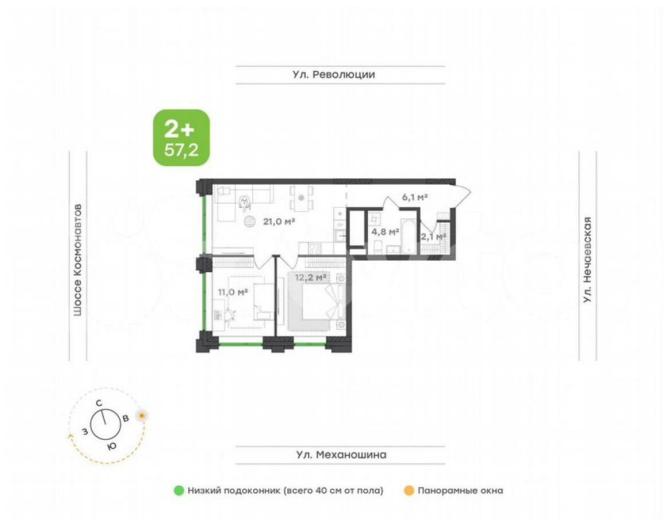 Ул. Революции
2+
57,2
6,1 м²
21,0 м²
4,8 м²
2,1 м²
Шоссе Космонавтов
Ул. Нечаевская
11,0 м²
12,2 м²
С
В
З
Ю
Ул. Механошина
Низкий подоконник (всего 40 см от пола)
Панорамные окна